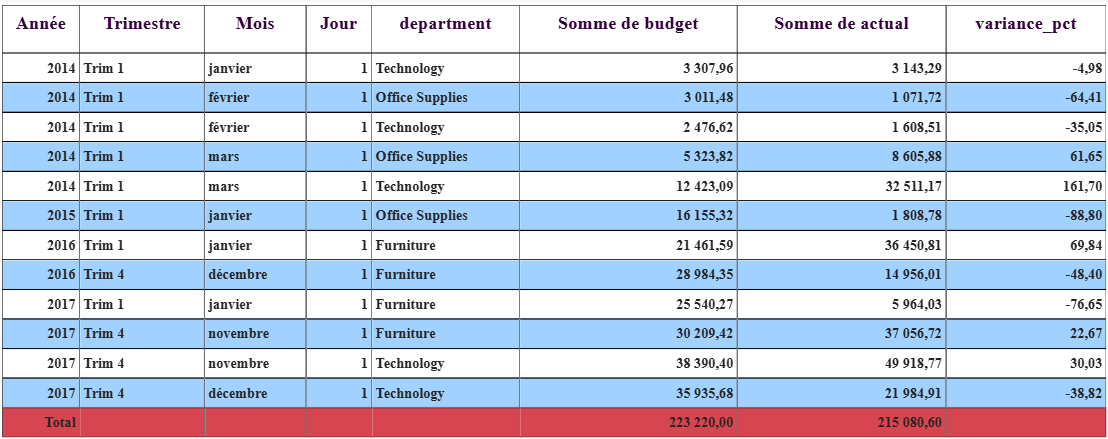 Année Trimestre Mois Jour department Somme de budget Somme de actual variance_pct
2014 Trim 1 janvier 1 Technology 3 307,96 3 143,29 -4,98
2014 Trim 1 février 1 Office Supplies 3 011,48 1 071,72 -64,41
2014 Trim 1 février 1 Technology 2 476,62 1 608,51 -35,05
2014 Trim 1 mars 1 Office Supplies 5 323,82 8 605,88 61,65
2014 Trim 1 mars 1 Technology 12 423,09 32 511,17 161,70
2015 Trim 1 janvier 1 Office Supplies 16 155,32 1 808,78 -88,80
2016 Trim 1 janvier 1 Furniture 21 461,59 36 450,81 69,84
2016 Trim 4 décembre 1 Furniture 28 984,35 14 956,01 -48,40
2017 Trim 1 janvier 1 Furniture 25 540,27 5 964,03 -76,65
2017 Trim 4 novembre 1 Furniture 30 209,42 37 056,72 22,67
2017 Trim 4 novembre 1 Technology 38 390,40 49 918,77 30,03
2017 Trim 4 décembre 1 Technology 35 935,68 21 984,91 -38,82
Total 223 220,00 215 080,60